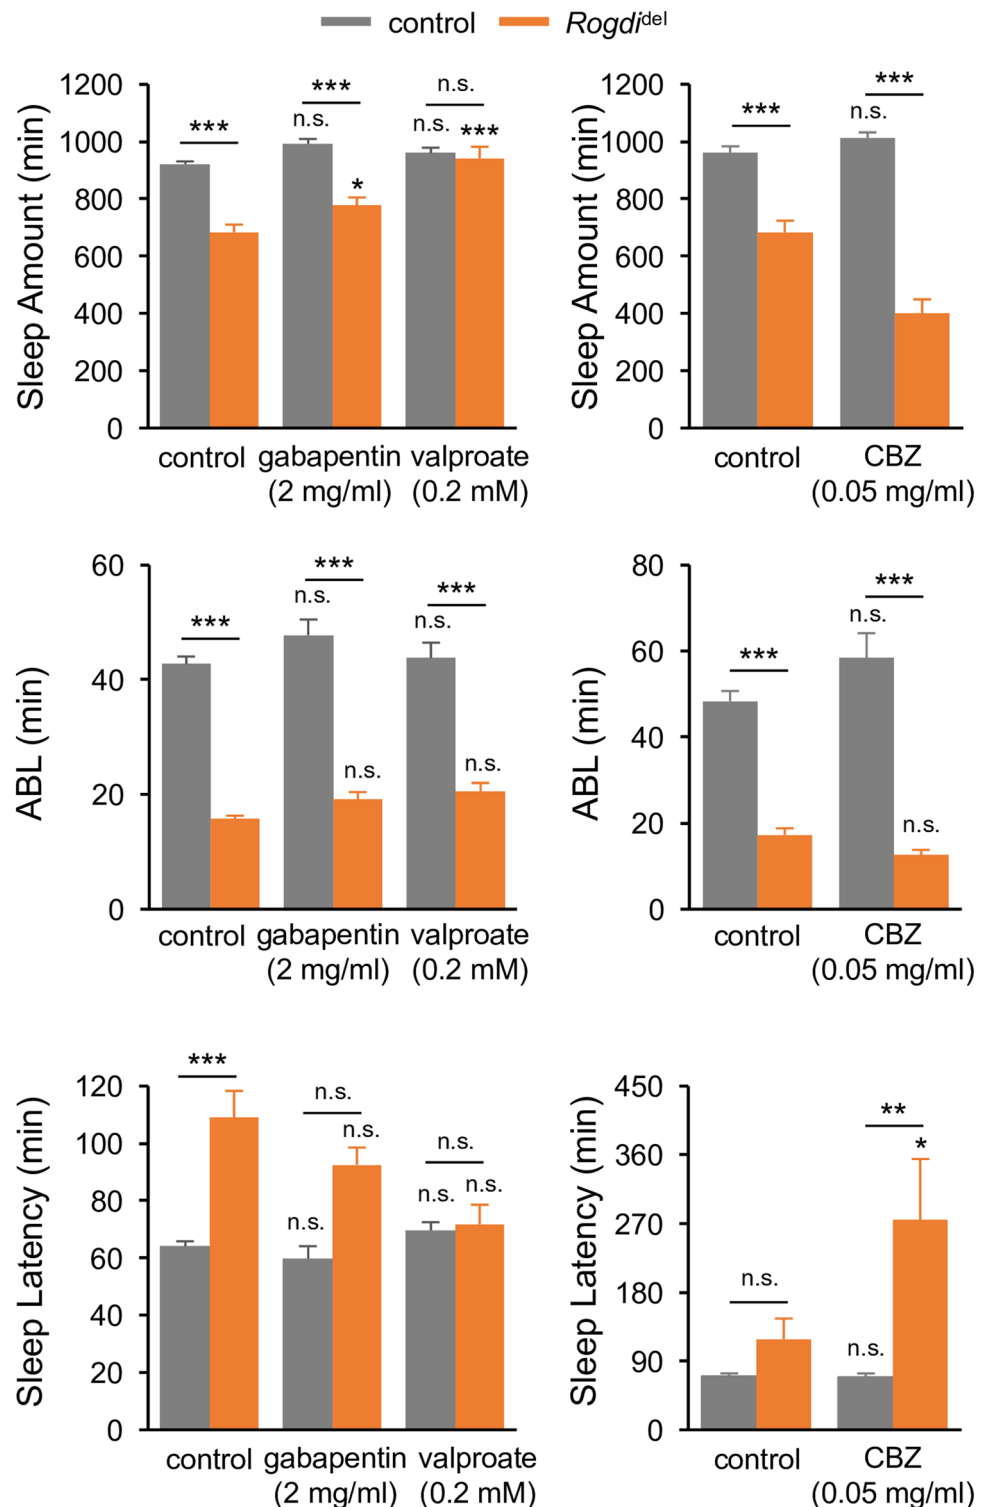 control Rogdi^del
Sleep Amount (min)
1200
1000
800
600
400
200
0
***
***
n.s.
*
n.s.
n.s.
***
control
gabapentin
(2 mg/ml)
valproate
(0.2 mM)
Sleep Amount (min)
1200
1000
800
600
400
200
0
***
***
n.s.
control
CBZ
(0.05 mg/ml)
ABL (min)
60
40
20
0
***
***
n.s.
n.s.
***
n.s.
n.s.
control
gabapentin
(2 mg/ml)
valproate
(0.2 mM)
ABL (min)
80
60
40
20
0
***
***
n.s.
n.s.
control
CBZ
(0.05 mg/ml)
Sleep Latency (min)
120
100
80
60
40
20
0
***
n.s.
n.s.
n.s.
n.s.
n.s.
n.s.
control
gabapentin
(2 mg/ml)
valproate
(0.2 mM)
Sleep Latency (min)
450
360
270
180
90
0
n.s.
**
*
n.s.
control
CBZ
(0.05 mg/ml)